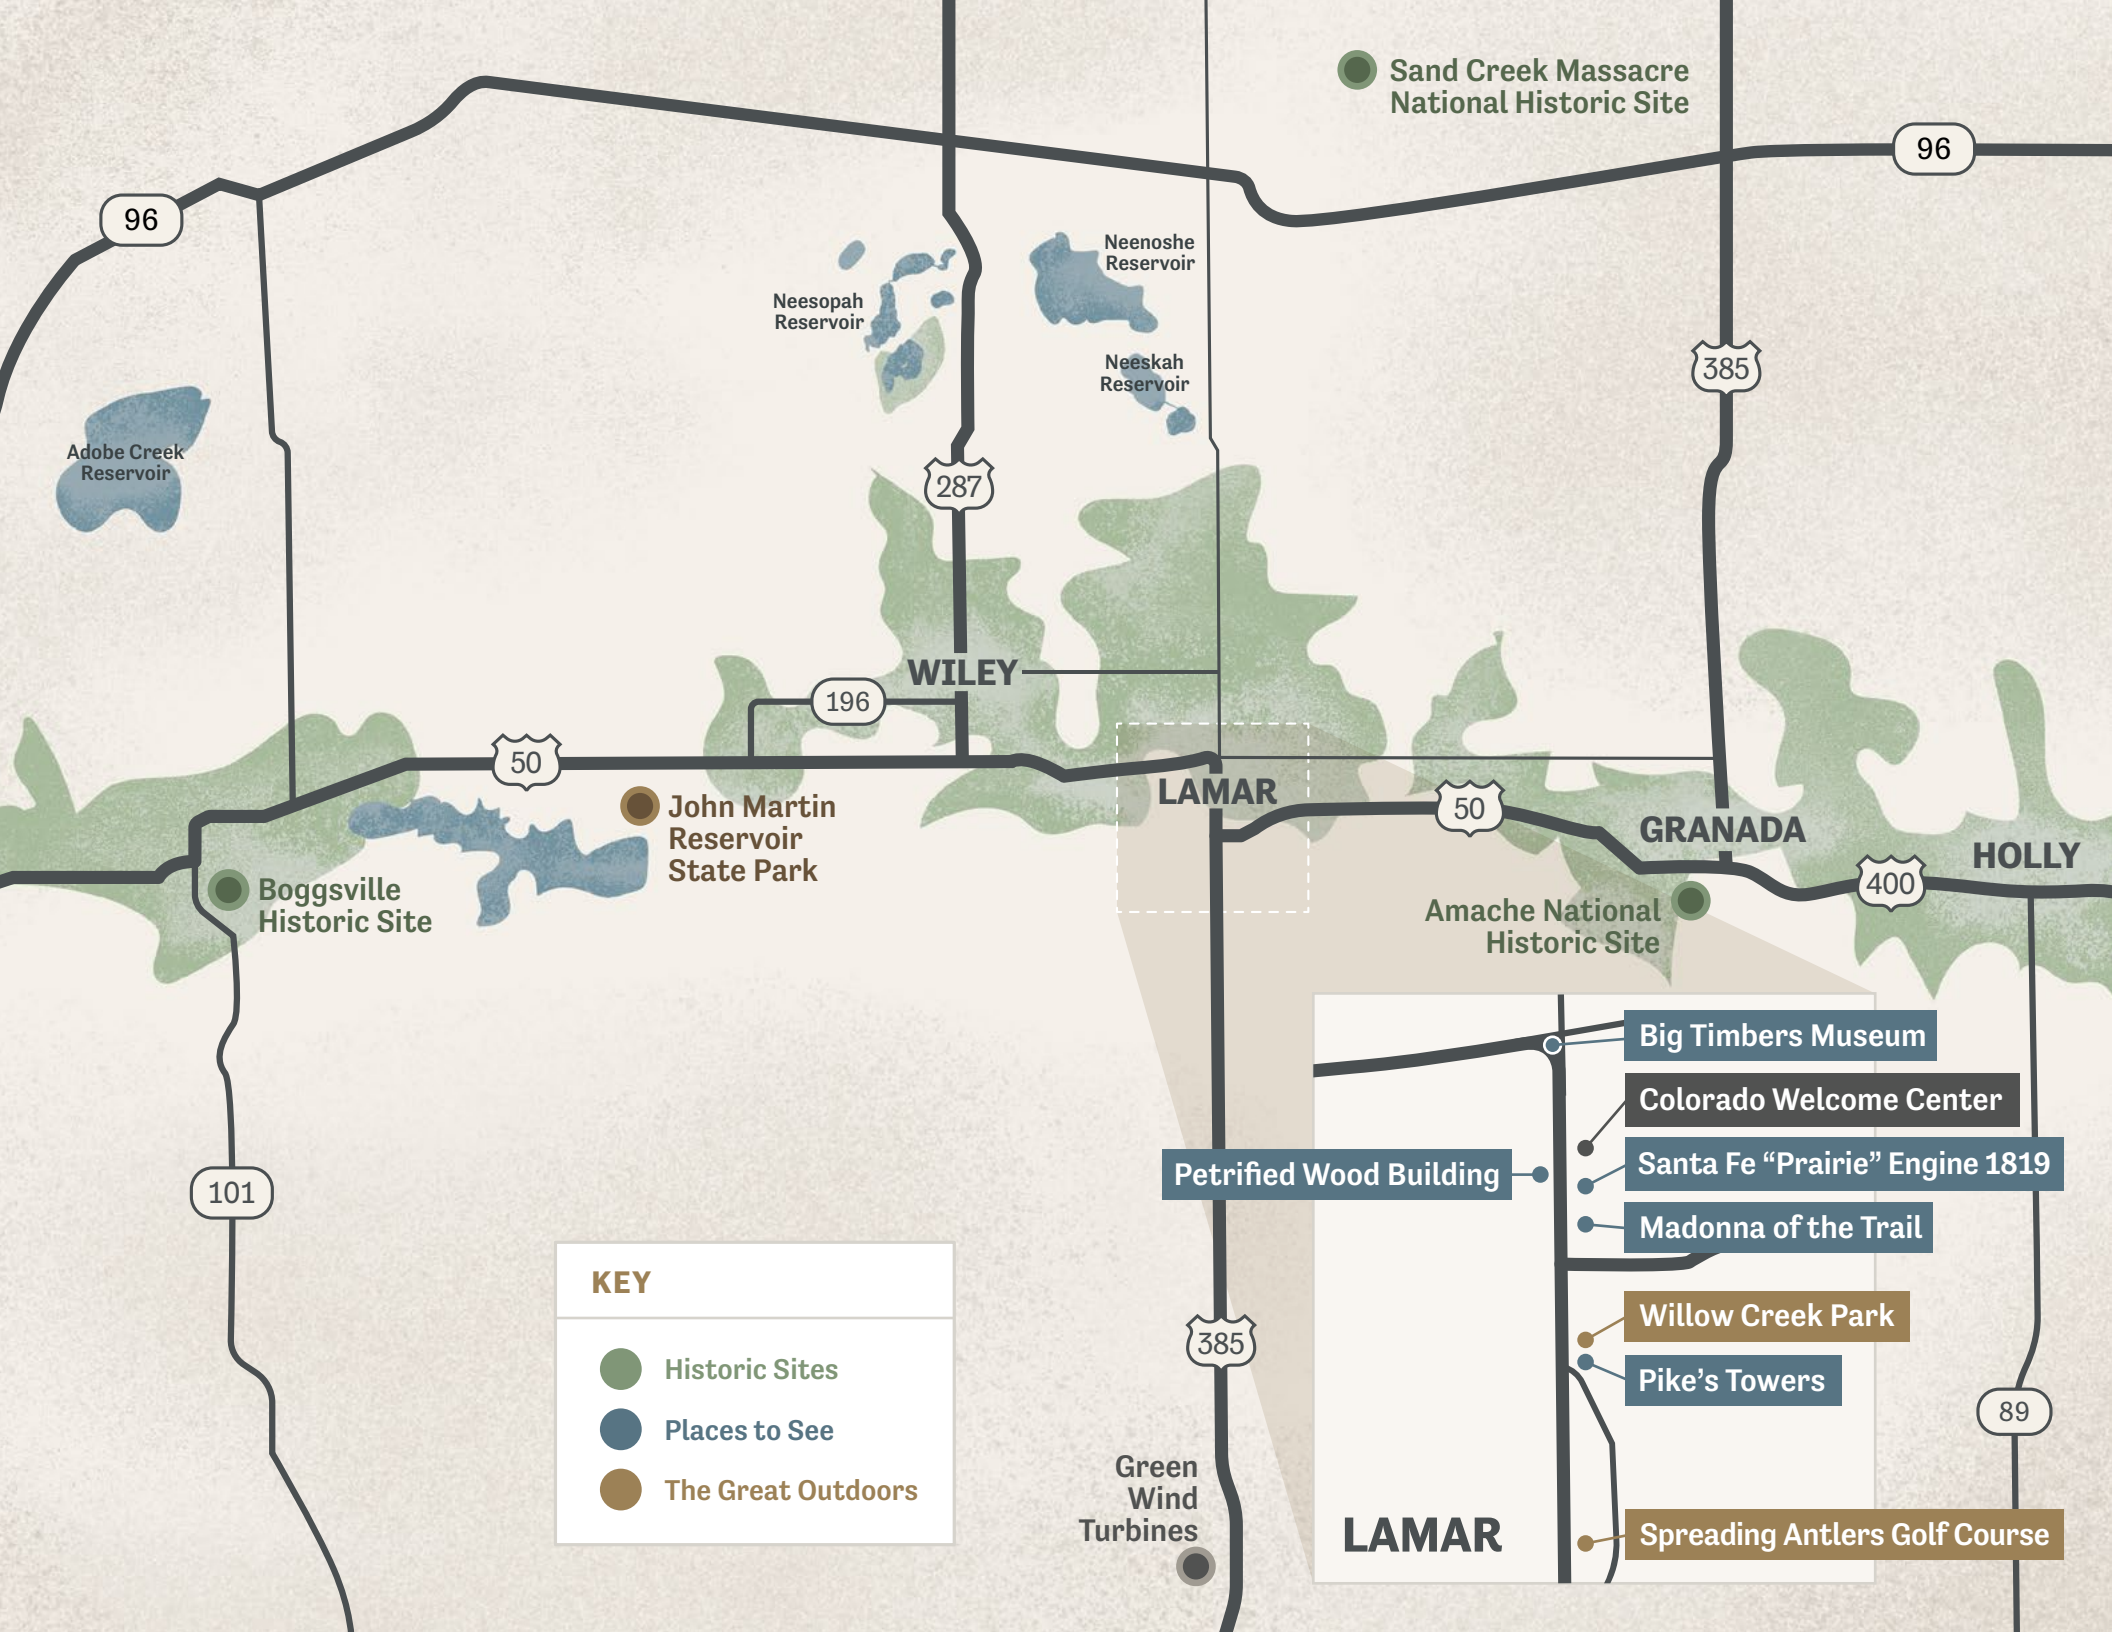 Sand Creek Massacre
National Historic Site
96
96
Neenoshe
Reservoir
Neesopah
Reservoir
Neeskah
Reservoir
385
Adobe Creek
Reservoir
287
WILEY
196
50
LAMAR
John Martin
Reservoir
State Park
50
GRANADA
HOLLY
400
Boggsville
Historic Site
Amache National
Historic Site
Big Timbers Museum
Colorado Welcome Center
Santa Fe “Prairie” Engine 1819
Petrified Wood Building
Madonna of the Trail
101
Willow Creek Park
Pike’s Towers
385
89
KEY
Historic Sites
Places to See
The Great Outdoors
Green
Wind
Turbines
LAMAR
Spreading Antlers Golf Course